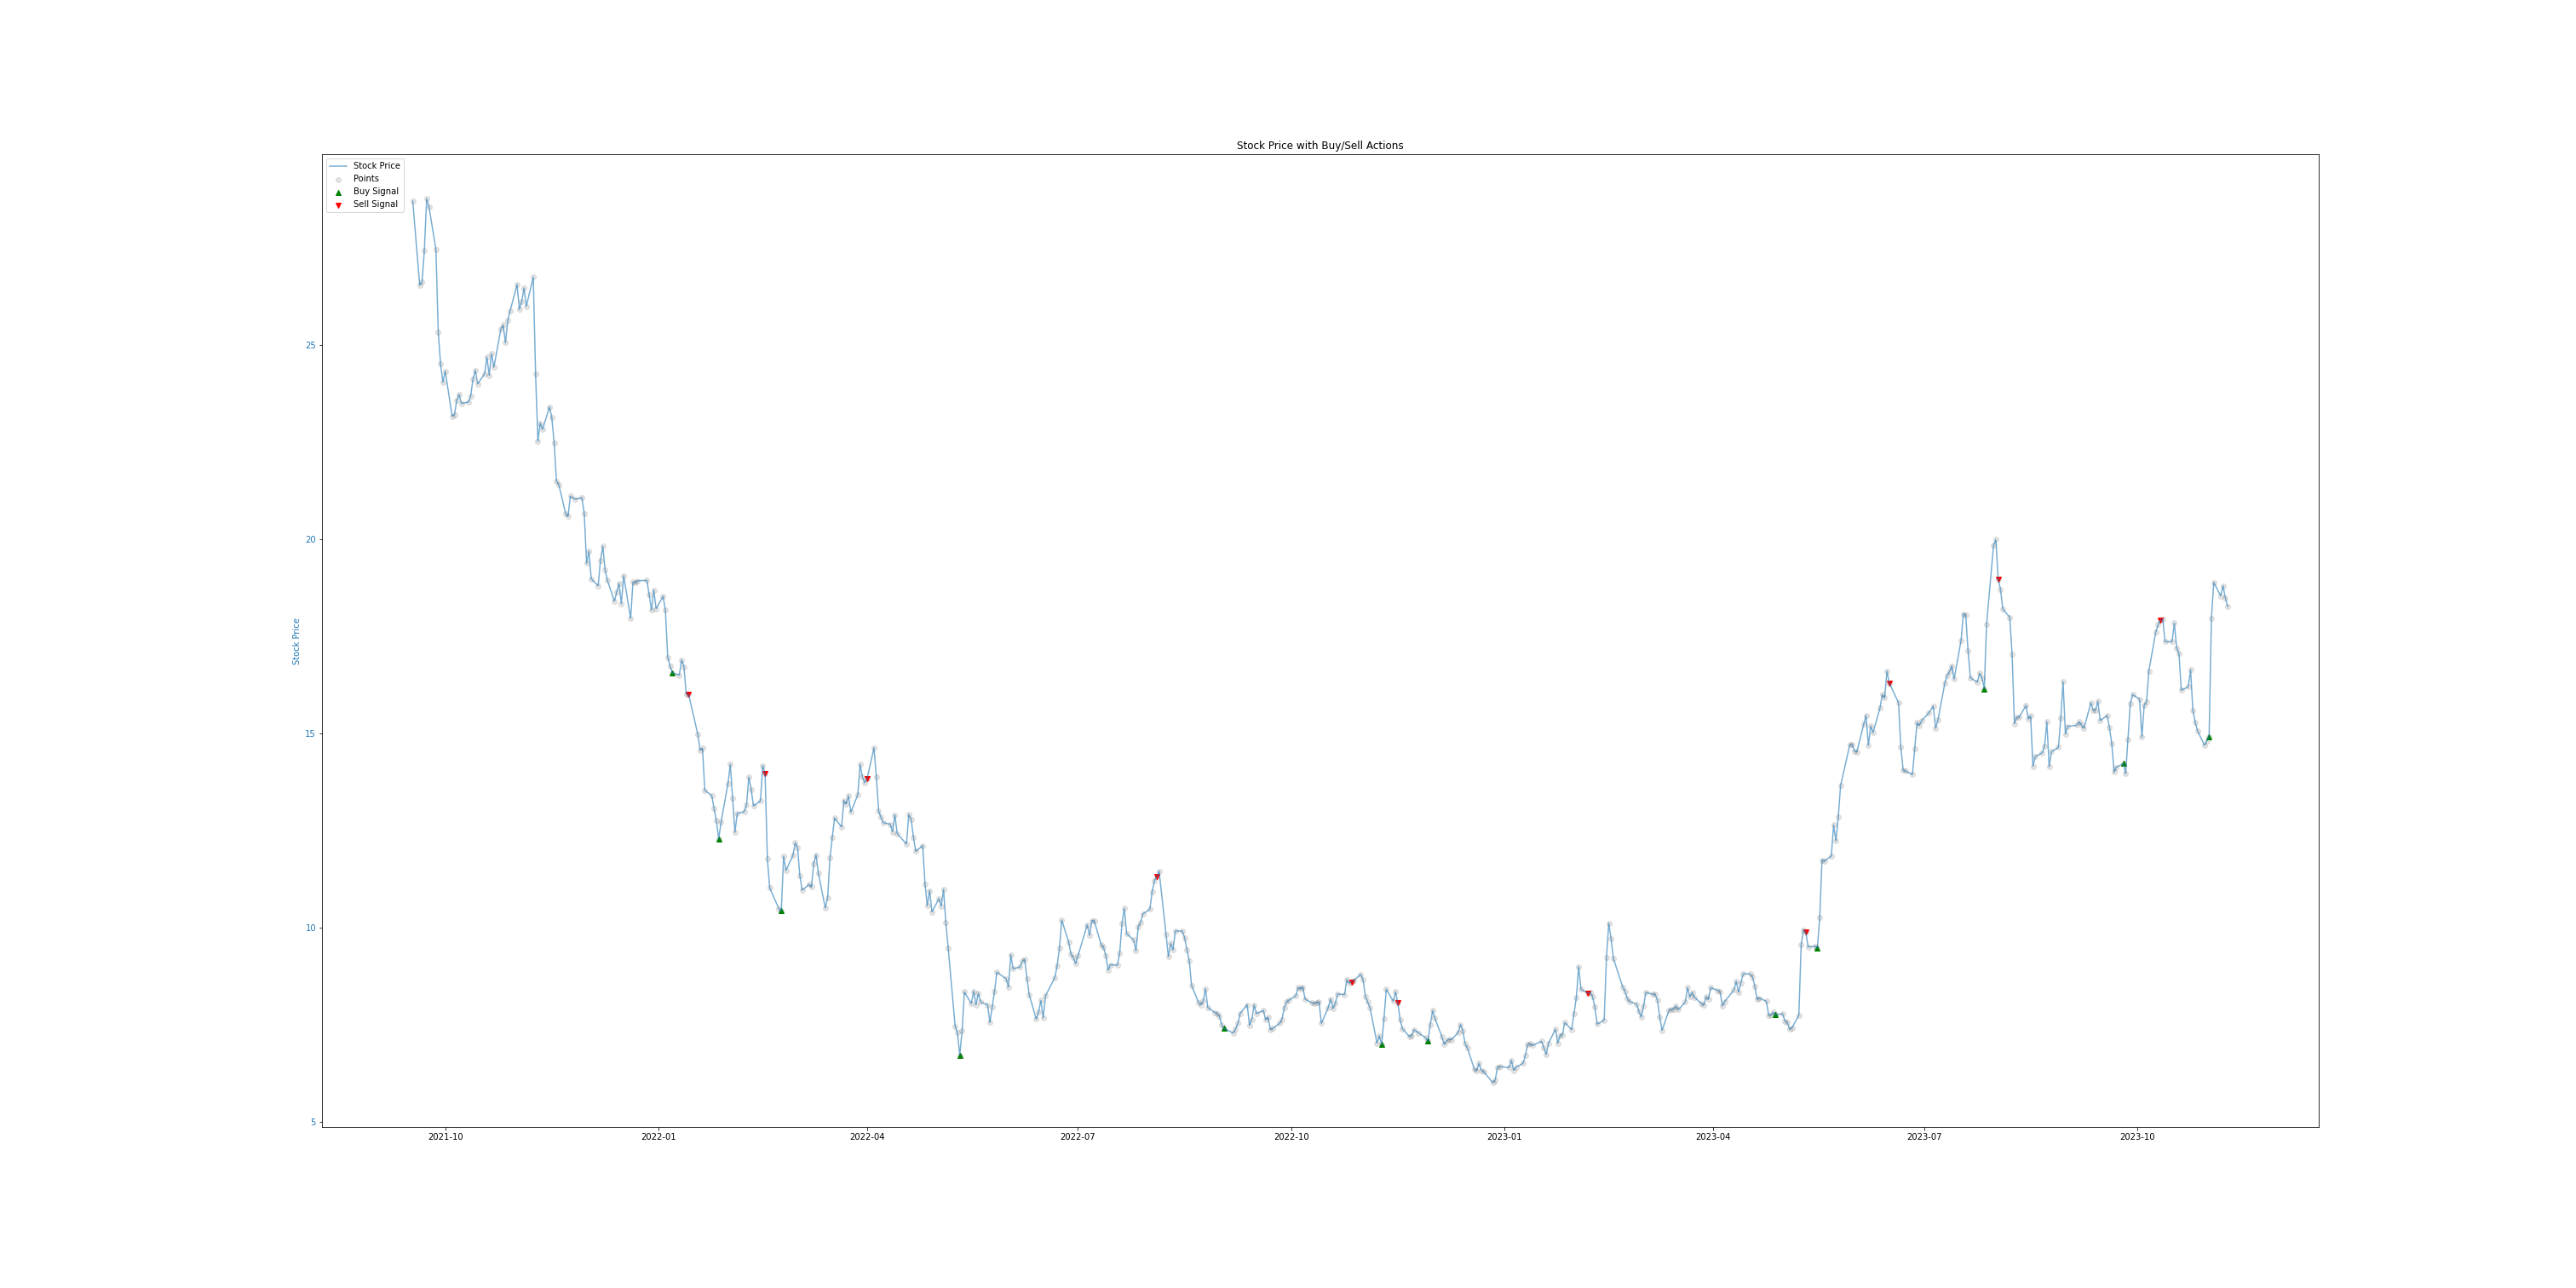 Stock Price with Buy/Sell Actions
Stock Price
Points
Buy Signal
Sell Signal
25
20
15
10
5
Stock Price
2021-10
2022-01
2022-04
2022-07
2022-10
2023-01
2023-04
2023-07
2023-10